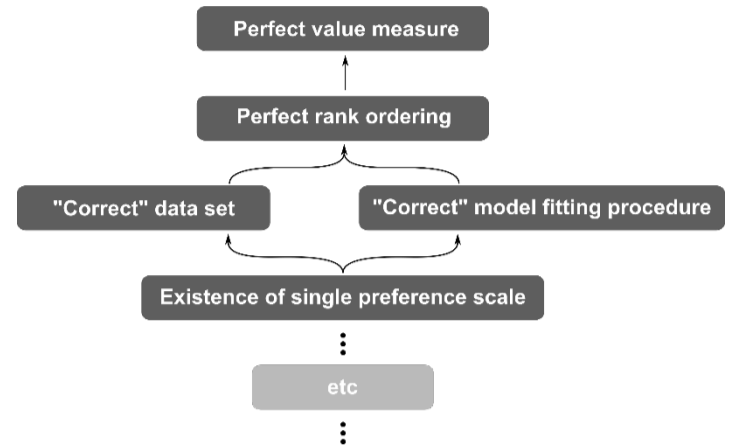 Perfect value measure
Perfect rank ordering
"Correct" data set
"Correct" model fitting procedure
Existence of single preference scale
etc